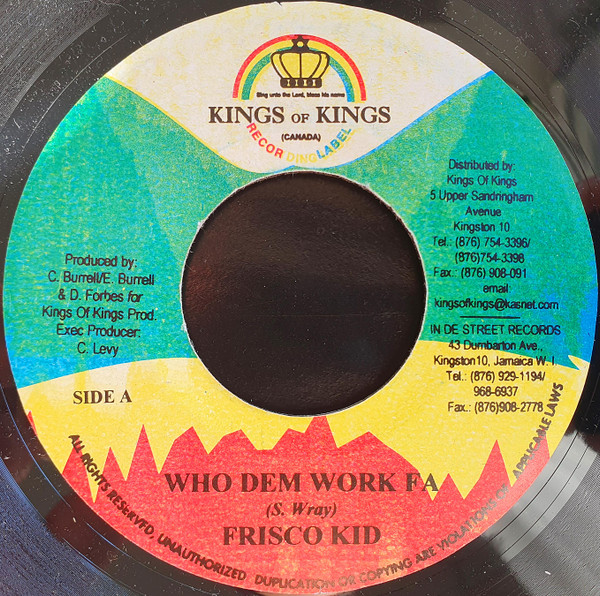 Sing unto the Lord, bless his name
KINGS OF KINGS
(CANADA)
RECORDING LABEL
Distributed by:
Kings Of Kings
5 Upper Sandringham
Avenue
Kingston 10
Tel.: (876) 754-3396/
(876)754-3398
Fax.: (876) 908-091
email:
kingsofkings@kasnet.com
IN DE STREET RECORDS
43 Dumbarton Ave.,
Kingston10, Jamaica W. I.
Tel.: (876) 929-1194/
968-6937
Fax.: (876)908-2778
Produced by:
C. Burrell/E. Burrell
& D. Forbes for
Kings Of Kings Prod.
Exec Producer:
C. Levy
SIDE A
WHO DEM WORK FA
(S. Wray)
FRISCO KID
ALL RIGHTS RESERVED, UNAUTHORIZED DUPLICATION OR COPYING ARE VIOLATIONS OF APPLICABLE LAWS